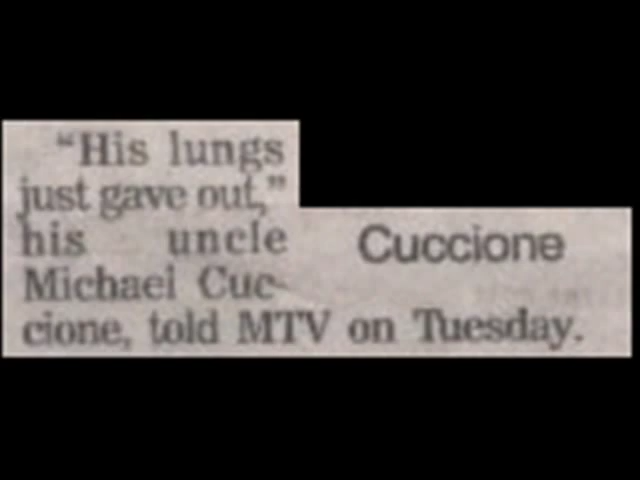 “His lungs
just gave out,”
his uncle
Michael Cuc-
cione, told MTV on Tuesday.
Cuccione